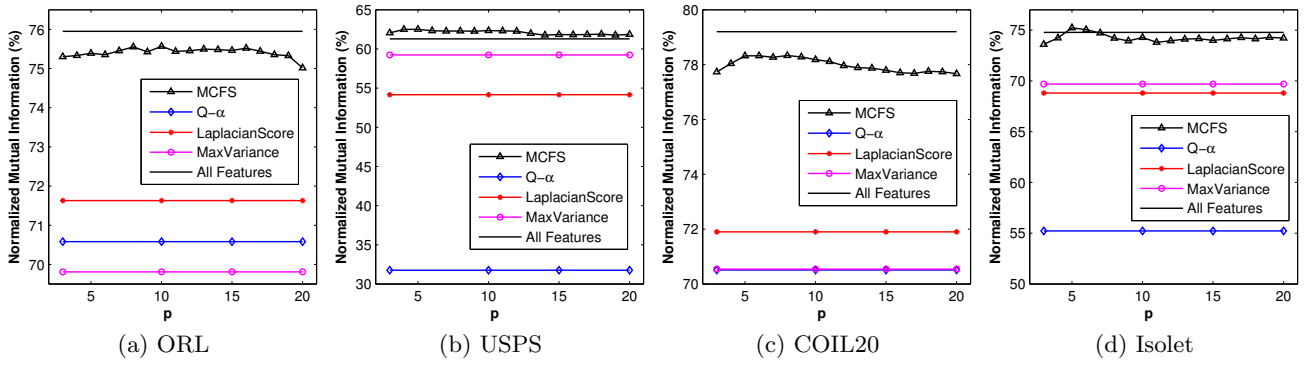 Normalized Mutual Information (%)
76
75
74
73
72
71
70
5
10
15
20
p
MCFS
Q−α
LaplacianScore
MaxVariance
All Features
(a) ORL
Normalized Mutual Information (%)
65
60
55
50
45
40
35
30
5
10
15
20
p
MCFS
Q−α
LaplacianScore
MaxVariance
All Features
(b) USPS
Normalized Mutual Information (%)
80
78
76
74
72
70
5
10
15
20
p
MCFS
Q−α
LaplacianScore
MaxVariance
All Features
(c) COIL20
Normalized Mutual Information (%)
75
70
65
60
55
50
5
10
15
20
p
MCFS
Q−α
LaplacianScore
MaxVariance
All Features
(d) Isolet